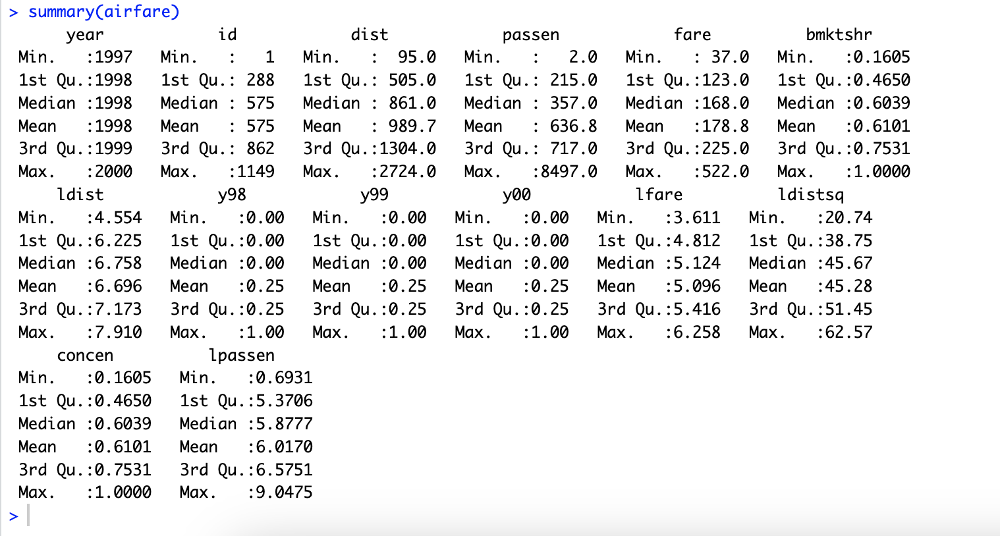 > summary(airfare)
      year            id              dist            passen            fare          bmktshr
 Min.   :1997   Min.   :   1   Min.   :  95.0   Min.   :   2.0   Min.   : 37.0   Min.   :0.1605
 1st Qu.:1998   1st Qu.: 288   1st Qu.: 505.0   1st Qu.: 215.0   1st Qu.:123.0   1st Qu.:0.4650
 Median :1998   Median : 575   Median : 861.0   Median : 357.0   Median :168.0   Median :0.6039
 Mean   :1998   Mean   : 575   Mean   : 989.7   Mean   : 636.8   Mean   :178.8   Mean   :0.6101
 3rd Qu.:1999   3rd Qu.: 862   3rd Qu.:1304.0   3rd Qu.: 717.0   3rd Qu.:225.0   3rd Qu.:0.7531
 Max.   :2000   Max.   :1149   Max.   :2724.0   Max.   :8497.0   Max.   :522.0   Max.   :1.0000
     ldist            y98            y99            y00           lfare          ldistsq
 Min.   :4.554   Min.   :0.00   Min.   :0.00   Min.   :0.00   Min.   :3.611   Min.   :20.74
 1st Qu.:6.225   1st Qu.:0.00   1st Qu.:0.00   1st Qu.:0.00   1st Qu.:4.812   1st Qu.:38.75
 Median :6.758   Median :0.00   Median :0.00   Median :0.00   Median :5.124   Median :45.67
 Mean   :6.696   Mean   :0.25   Mean   :0.25   Mean   :0.25   Mean   :5.096   Mean   :45.28
 3rd Qu.:7.173   3rd Qu.:0.25   3rd Qu.:0.25   3rd Qu.:0.25   3rd Qu.:5.416   3rd Qu.:51.45
 Max.   :7.910   Max.   :1.00   Max.   :1.00   Max.   :1.00   Max.   :6.258   Max.   :62.57
     concen          lpassen
 Min.   :0.1605   Min.   :0.6931
 1st Qu.:0.4650   1st Qu.:5.3706
 Median :0.6039   Median :5.8777
 Mean   :0.6101   Mean   :6.0170
 3rd Qu.:0.7531   3rd Qu.:6.5751
 Max.   :1.0000   Max.   :9.0475
>